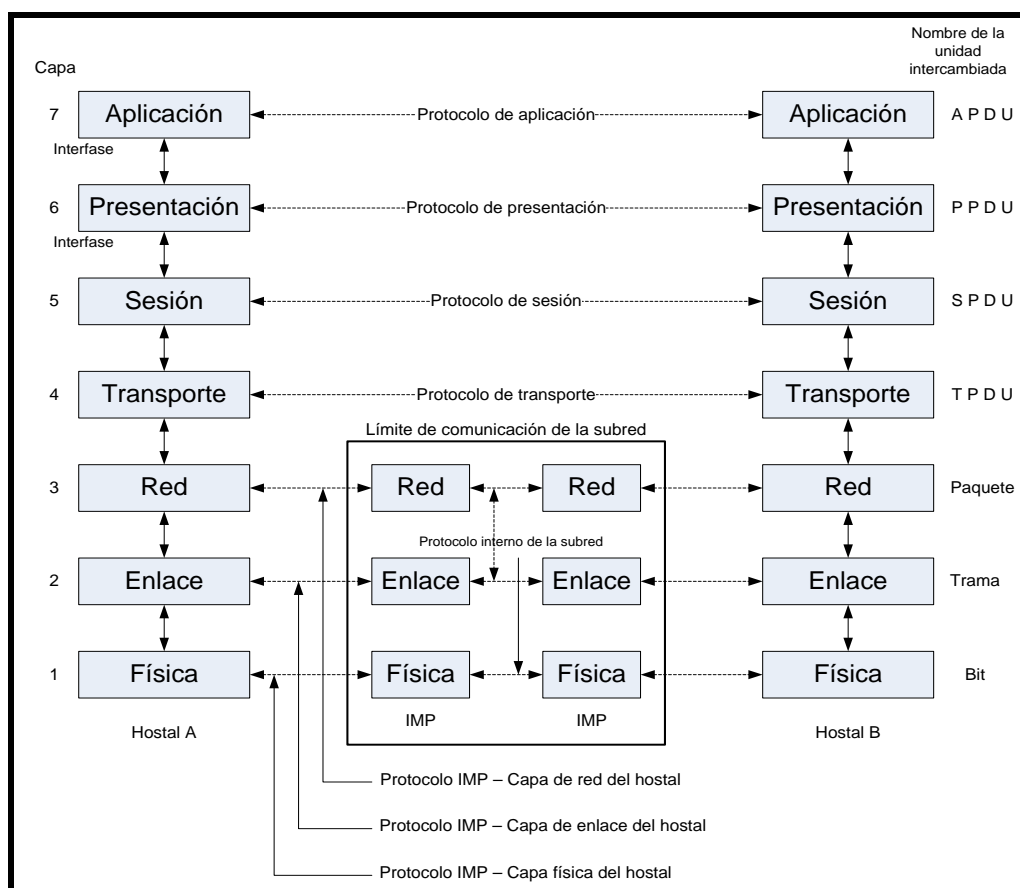 Nombre de la
unidad
intercambiada
Capa
7
Aplicación
Protocolo de aplicación
Aplicación
A P D U
Interfase
6
Presentación
Protocolo de presentación
Presentación
P P D U
Interfase
5
Sesión
Protocolo de sesión
Sesión
S P D U
4
Transporte
Protocolo de transporte
Transporte
T P D U
Límite de comunicación de la subred
3
Red
Red
Red
Red
Paquete
Protocolo interno de la subred
2
Enlace
Enlace
Enlace
Enlace
Trama
1
Física
Física
Física
Física
Bit
Hostal A
IMP
IMP
Hostal B
Protocolo IMP – Capa de red del hostal
Protocolo IMP – Capa de enlace del hostal
Protocolo IMP – Capa física del hostal